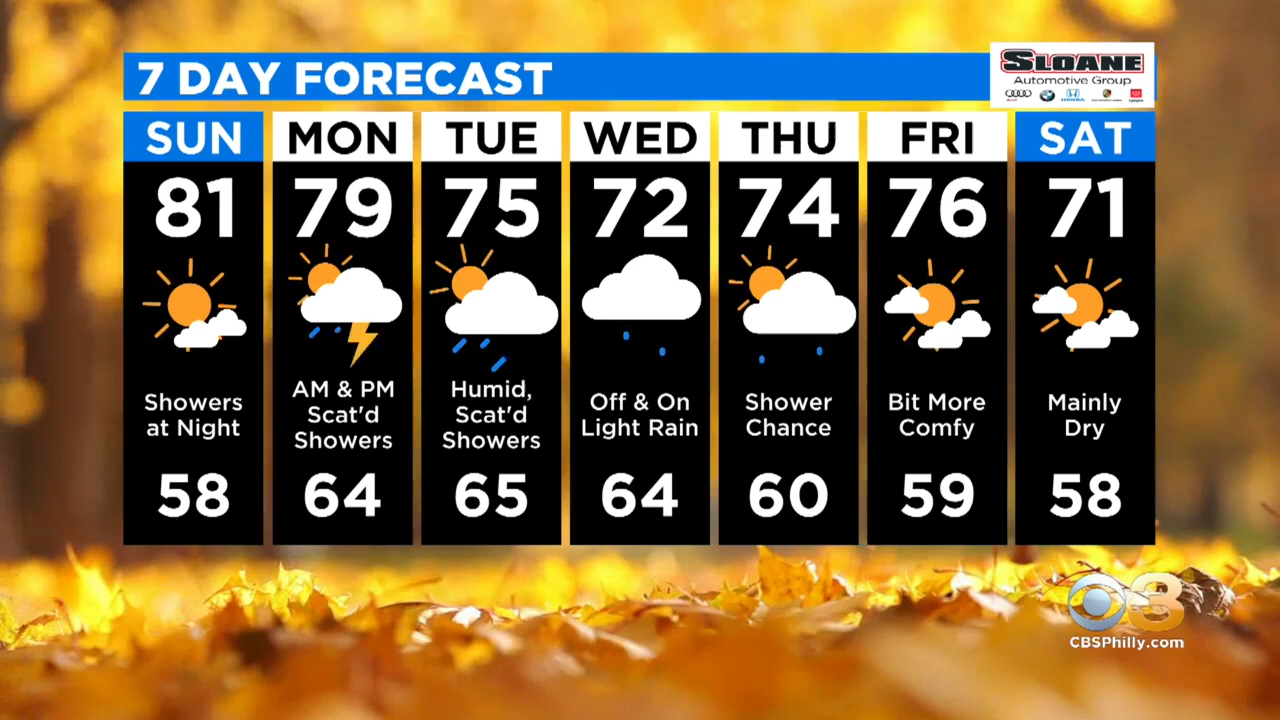 7 DAY FORECAST
SLOANE
Automotive Group
SUN
81
Showers
at Night
58
MON
79
AM & PM
Scat'd
Showers
64
TUE
75
Humid,
Scat'd
Showers
65
WED
72
Off & On
Light Rain
64
THU
74
Shower
Chance
60
FRI
76
Bit More
Comfy
59
SAT
71
Mainly
Dry
58
3
CBSPhilly.com